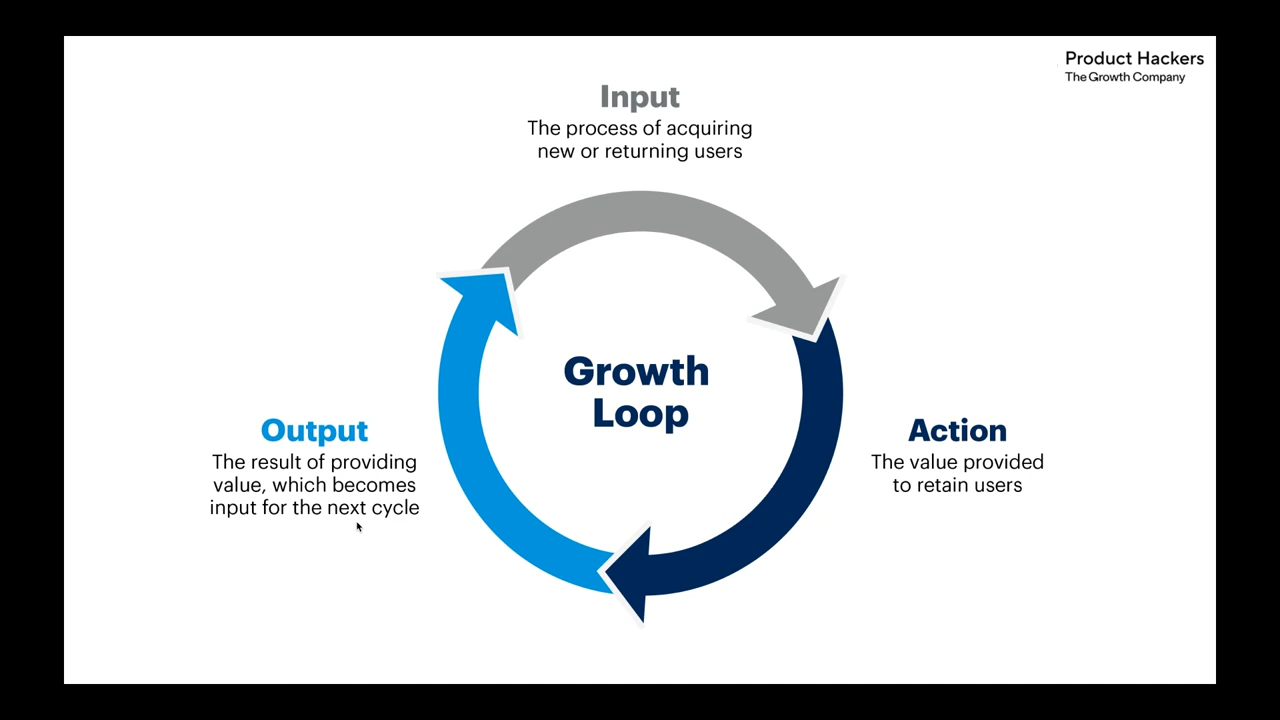 Product Hackers
The Growth Company
Input
The process of acquiring
new or returning users
Growth
Loop
Output
The result of providing
value, which becomes
input for the next cycle
Action
The value provided
to retain users